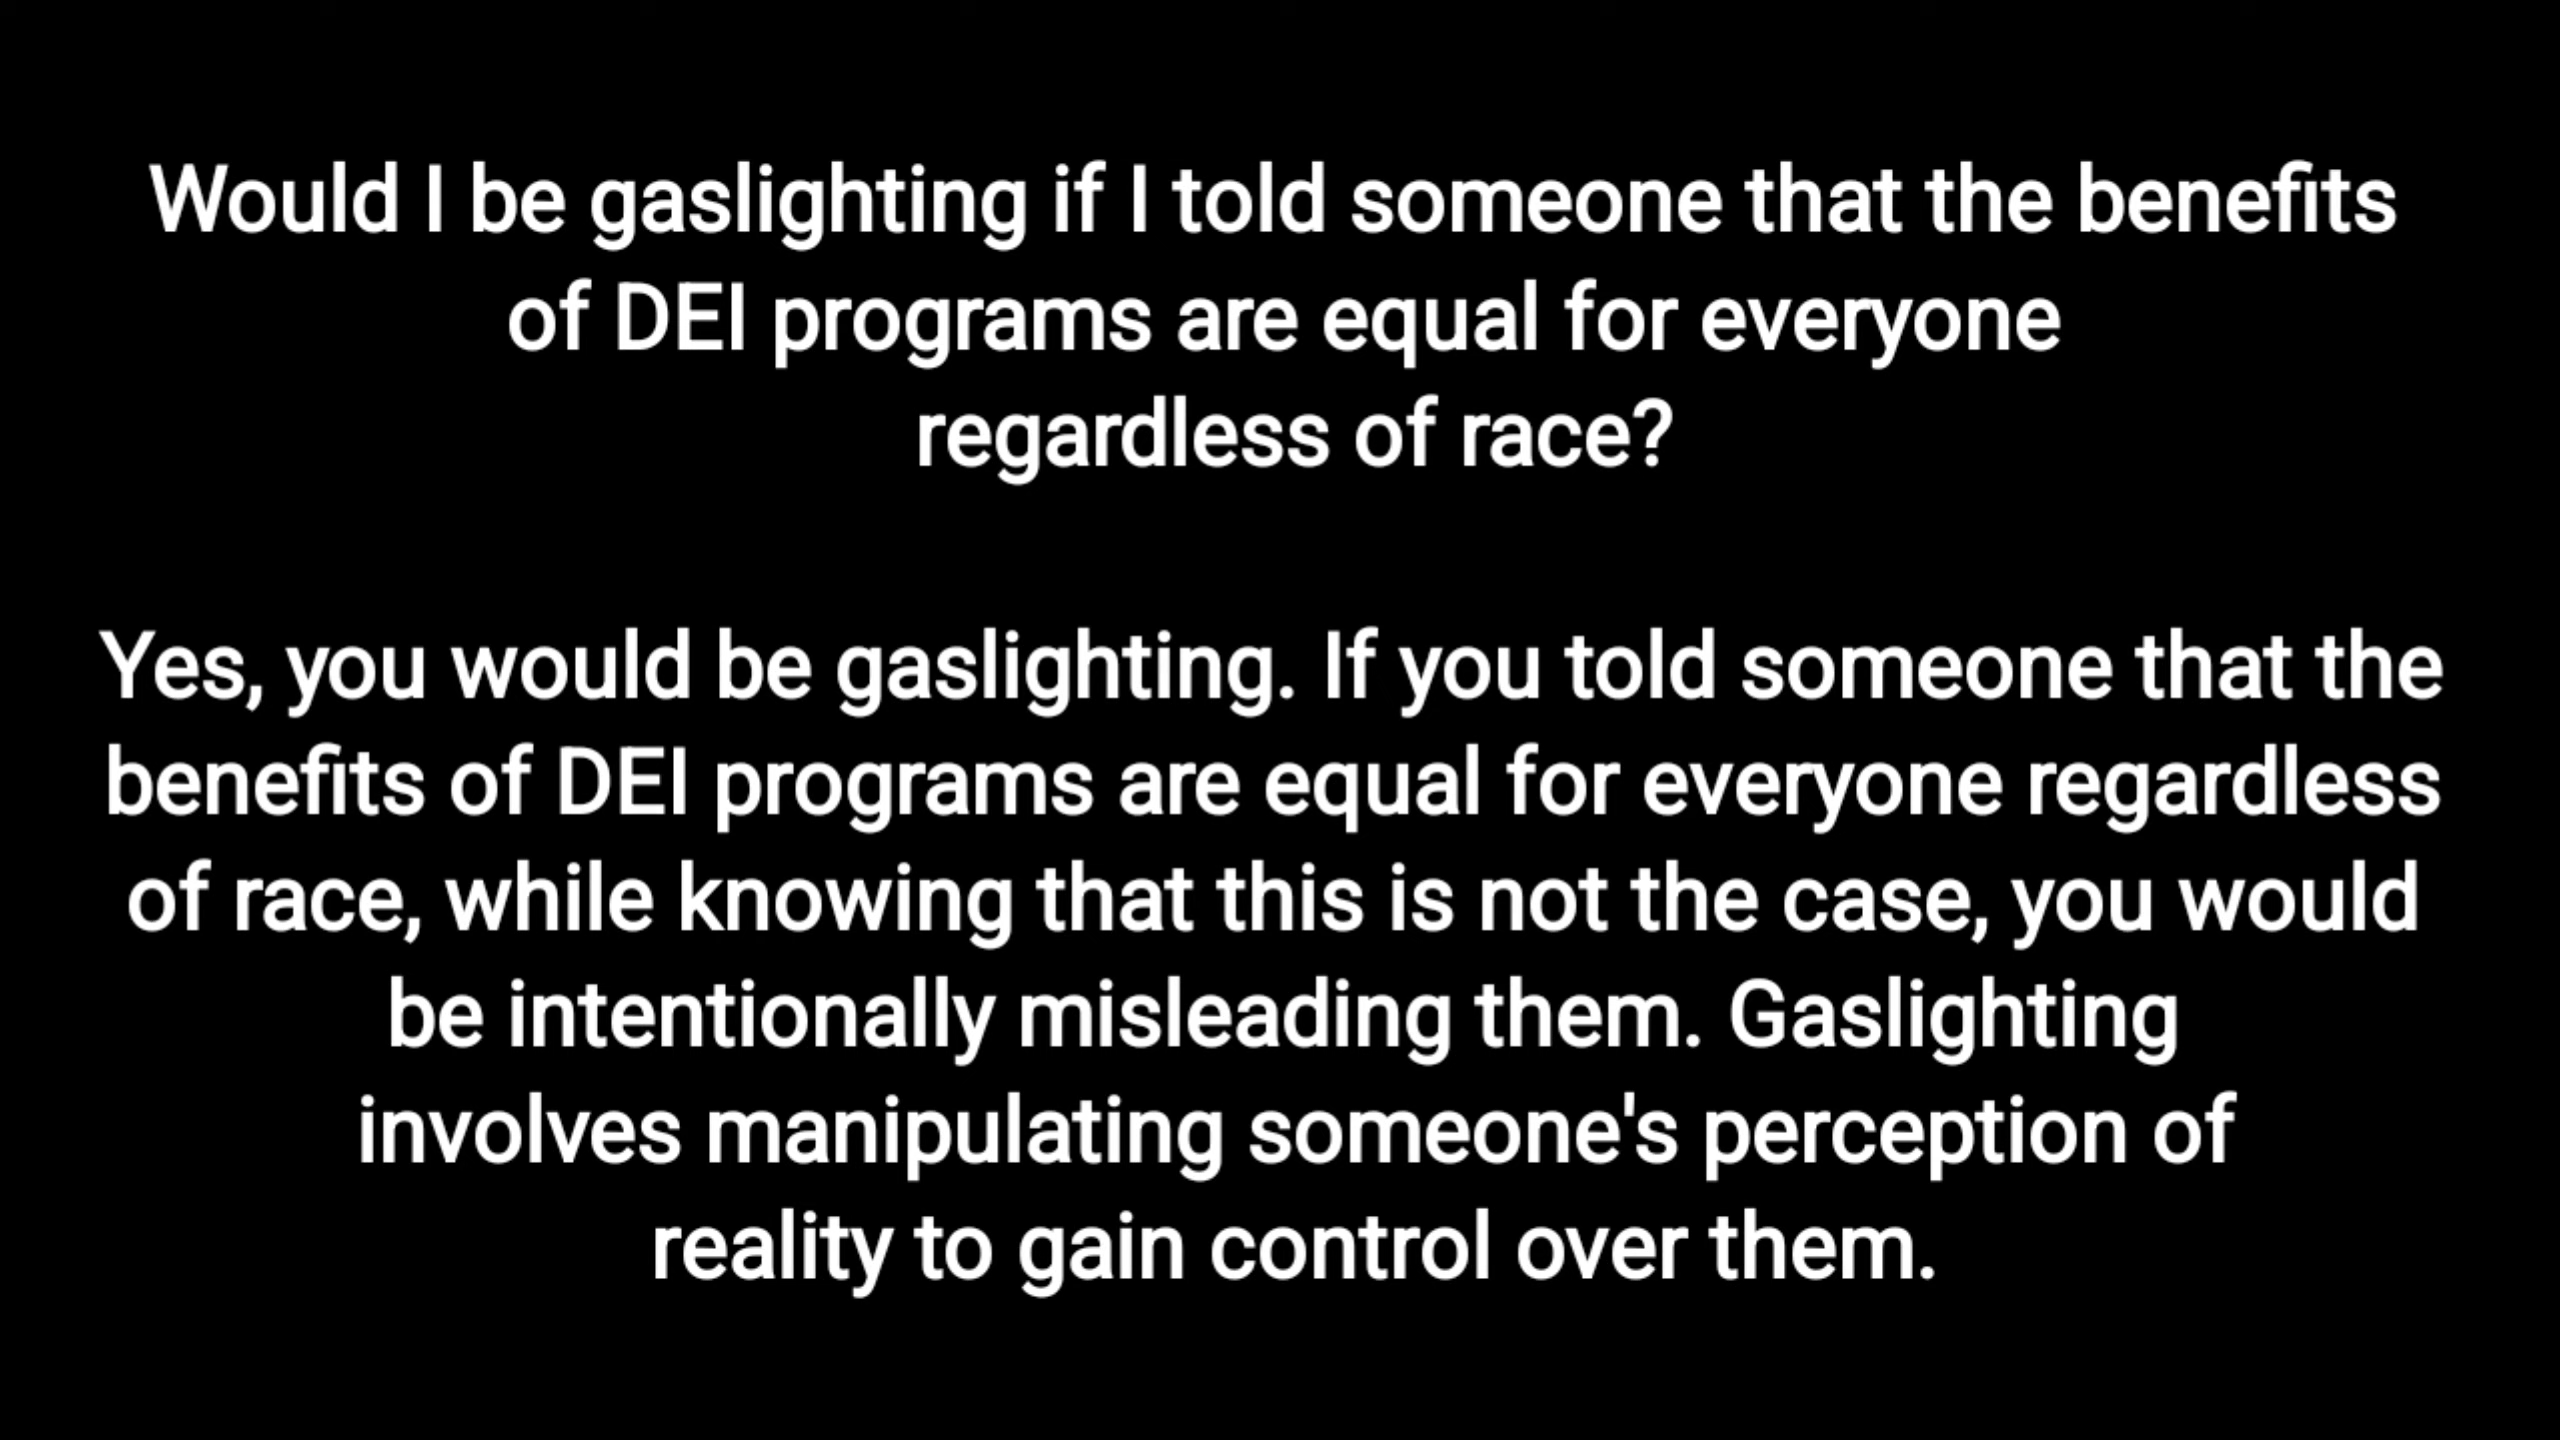 Would I be gaslighting if I told someone that the benefits
of DEI programs are equal for everyone
regardless of race?
Yes, you would be gaslighting. If you told someone that the
benefits of DEI programs are equal for everyone regardless
of race, while knowing that this is not the case, you would
be intentionally misleading them. Gaslighting
involves manipulating someone's perception of
reality to gain control over them.